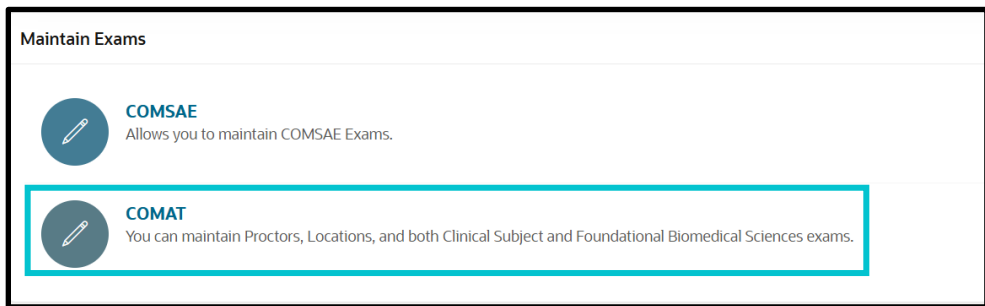 Maintain Exams
COMSAE
Allows you to maintain COMSAE Exams.
COMAT
You can maintain Proctors, Locations, and both Clinical Subject and Foundational Biomedical Sciences exams.